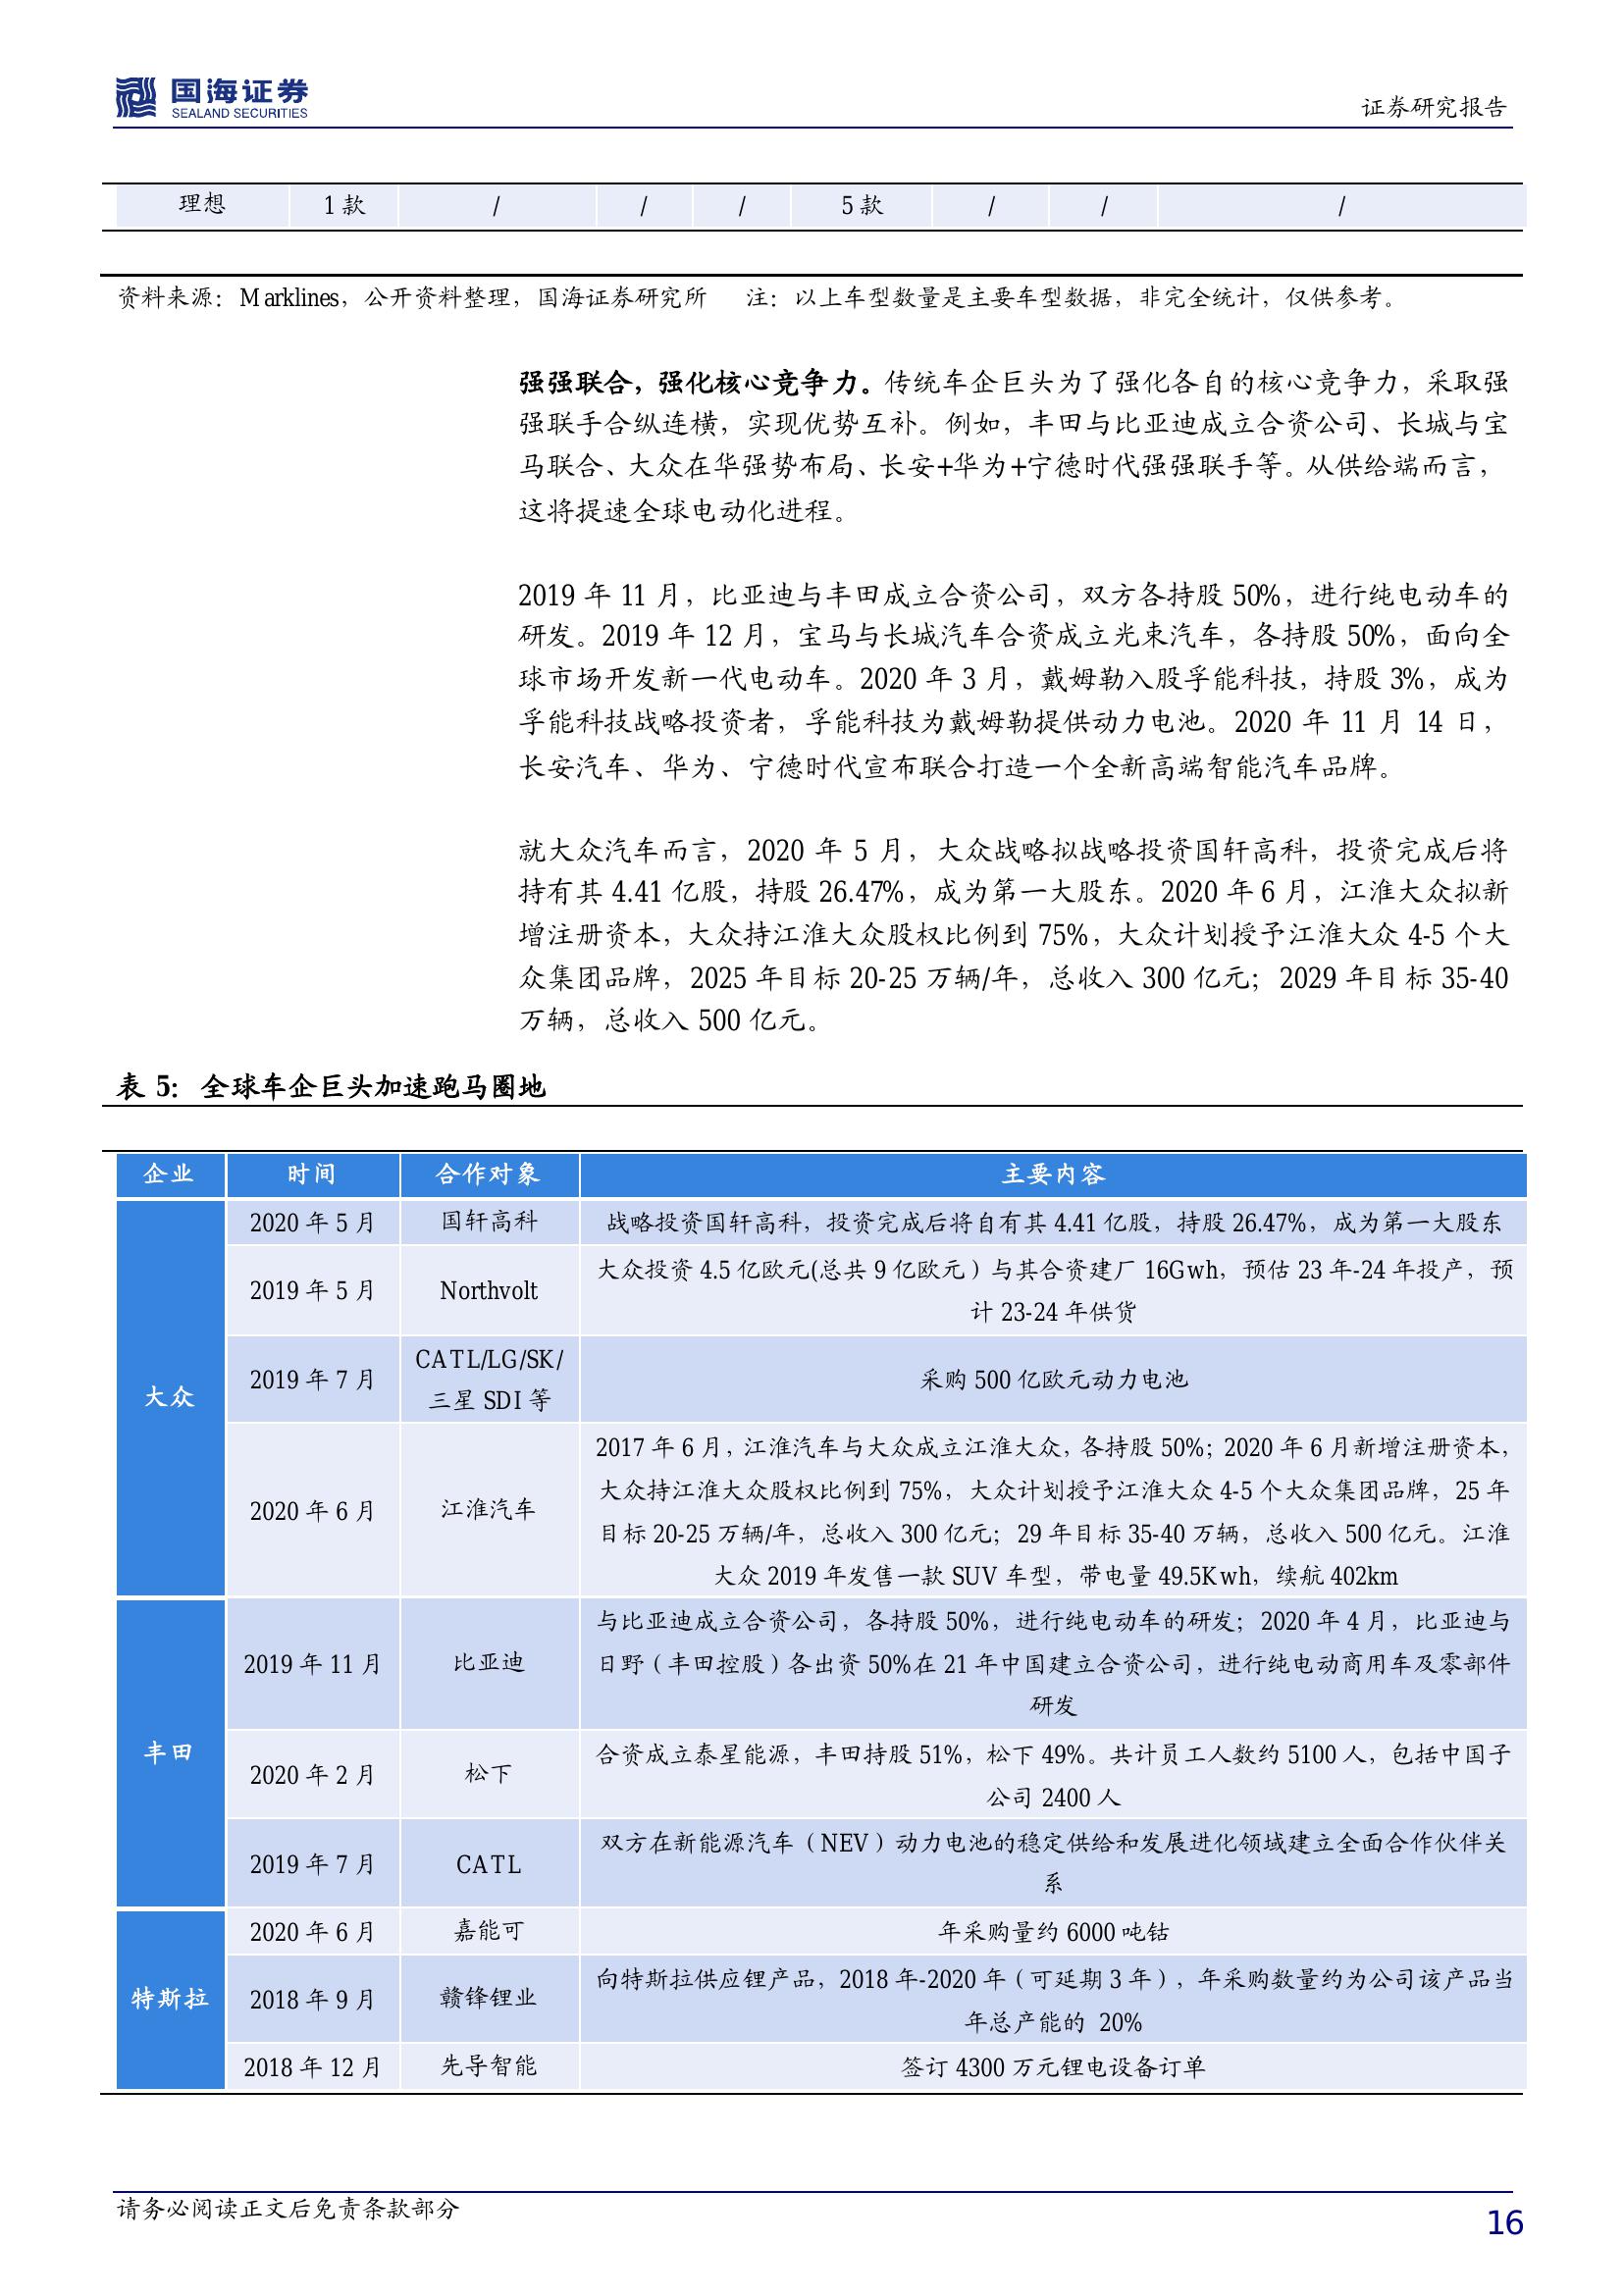 国海证券
SEALAND SECURITIES
证券研究报告
理想 1 款 / / / 5 款 / / /
资料来源：Marklines，公开资料整理，国海证券研究所 注：以上车型数量是主要车型数据，非完全统计，仅供参考。
强强联合，强化核心竞争力。传统车企巨头为了强化各自的核心竞争力，采取强
强联手合纵连横，实现优势互补。例如，丰田与比亚迪成立合资公司、长城与宝
马联合、大众在华强势布局、长安+华为+宁德时代强强联手等。从供给端而言，
这将提速全球电动化进程。
2019 年 11 月，比亚迪与丰田成立合资公司，双方各持股 50%，进行纯电动车的
研发。2019 年 12 月，宝马与长城汽车合资成立光束汽车，各持股 50%，面向全
球市场开发新一代电动车。2020 年 3 月，戴姆勒入股孚能科技，持股 3%，成为
孚能科技战略投资者，孚能科技为戴姆勒提供动力电池。2020 年 11 月 14 日，
长安汽车、华为、宁德时代宣布联合打造一个全新高端智能汽车品牌。
就大众汽车而言，2020 年 5 月，大众战略拟战略投资国轩高科，投资完成后将
持有其 4.41 亿股，持股 26.47%，成为第一大股东。2020 年 6 月，江淮大众拟新
增注册资本，大众持江淮大众股权比例到 75%，大众计划授予江淮大众 4-5 个大
众集团品牌，2025 年目标 20-25 万辆/年，总收入 300 亿元；2029 年目标 35-40
万辆，总收入 500 亿元。
表 5：全球车企巨头加速跑马圈地
企业 时间 合作对象 主要内容
大众
2020 年 5 月 国轩高科 战略投资国轩高科，投资完成后将自有其 4.41 亿股，持股 26.47%，成为第一大股东
2019 年 5 月 Northvolt 大众投资 4.5 亿欧元(总共 9 亿欧元）与其合资建厂 16Gwh，预估 23 年-24 年投产，预
计 23-24 年供货
2019 年 7 月 CATL/LG/SK/
三星 SDI 等 采购 500 亿欧元动力电池
2020 年 6 月 江淮汽车 2017 年 6 月，江淮汽车与大众成立江淮大众，各持股 50%；2020 年 6 月新增注册资本，
大众持江淮大众股权比例到 75%，大众计划授予江淮大众 4-5 个大众集团品牌，25 年
目标 20-25 万辆/年，总收入 300 亿元；29 年目标 35-40 万辆，总收入 500 亿元。江淮
大众 2019 年发售一款 SUV 车型，带电量 49.5Kwh，续航 402km
丰田
2019 年 11 月 比亚迪 与比亚迪成立合资公司，各持股 50%，进行纯电动车的研发；2020 年 4 月，比亚迪与
日野（丰田控股）各出资 50%在 21 年中国建立合资公司，进行纯电动商用车及零部件
研发
2020 年 2 月 松下 合资成立泰星能源，丰田持股 51%，松下 49%。共计员工人数约 5100 人，包括中国子
公司 2400 人
2019 年 7 月 CATL 双方在新能源汽车（NEV）动力电池的稳定供给和发展进化领域建立全面合作伙伴关
系
特斯拉
2020 年 6 月 嘉能可 年采购量约 6000 吨钴
2018 年 9 月 赣锋锂业 向特斯拉供应锂产品，2018 年-2020 年（可延期 3 年），年采购数量约为公司该产品当
年总产能的 20%
2018 年 12 月 先导智能 签订 4300 万元锂电设备订单
请务必阅读正文后免责条款部分
16